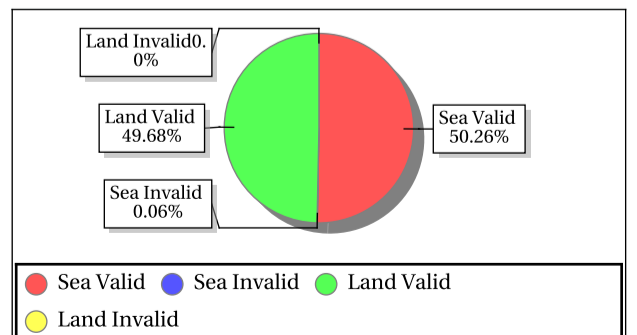 Land Invalid0.
0%
Land Valid
49.68%
Sea Valid
50.26%
Sea Invalid
0.06%
Sea Valid
Sea Invalid
Land Valid
Land Invalid